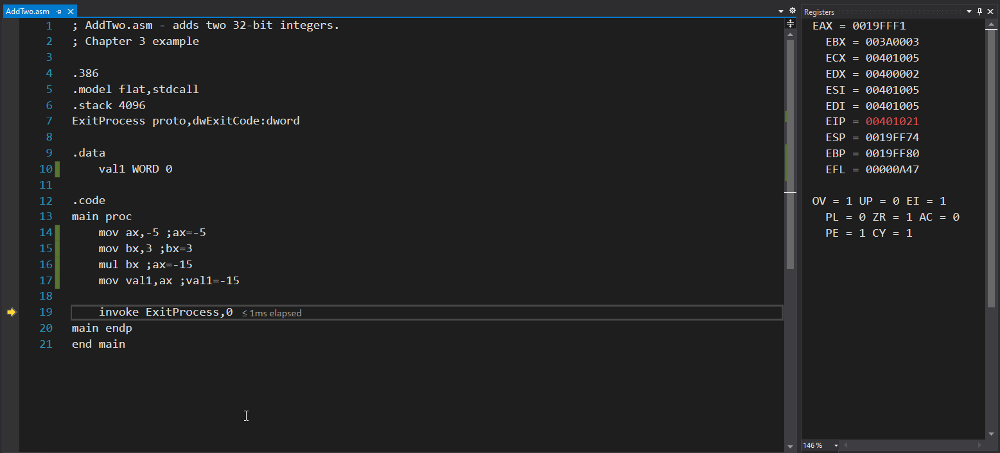 AddTwo.asm
1 ; AddTwo.asm - adds two 32-bit integers.
2 ; Chapter 3 example
3
4 .386
5 .model flat,stdcall
6 .stack 4096
7 ExitProcess proto,dwExitCode:dword
8
9 .data
10 val1 WORD 0
11
12 .code
13 main proc
14 mov ax,-5 ;ax=-5
15 mov bx,3 ;bx=3
16 mul bx ;ax=-15
17 mov val1,ax ;val1=-15
18
19 invoke ExitProcess,0 ≤ 1ms elapsed
20 main endp
21 end main
Registers
EAX = 0019FFF1
EBX = 003A0003
ECX = 00401005
EDX = 00400002
ESI = 00401005
EDI = 00401005
EIP = 00401021
ESP = 0019FF74
EBP = 0019FF80
EFL = 00000A47
OV = 1 UP = 0 EI = 1
PL = 0 ZR = 1 AC = 0
PE = 1 CY = 1
146 %